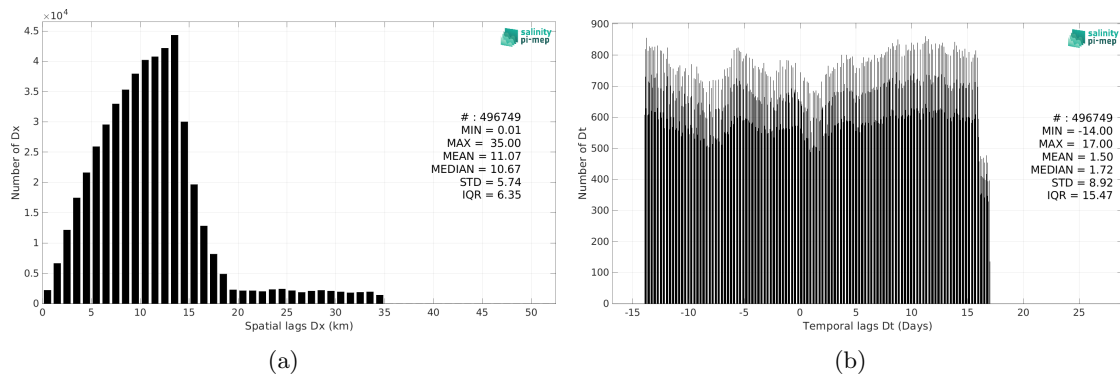 ×10⁴
4.5
4
3.5
3
2.5
2
1.5
1
0.5
0
Number of Dx
0 5 10 15 20 25 30 35 40 45 50
Spatial lags Dx (km)
salinity
pi-mep
# : 496749
MIN = 0.01
MAX = 35.00
MEAN = 11.07
MEDIAN = 10.67
STD = 5.74
IQR = 6.35
(a)
900
800
700
600
500
400
300
200
100
0
Number of Dt
-15 -10 -5 0 5 10 15 20 25
Temporal lags Dt (Days)
salinity
pi-mep
# : 496749
MIN = -14.00
MAX = 17.00
MEAN = 1.50
MEDIAN = 1.72
STD = 8.92
IQR = 15.47
(b)